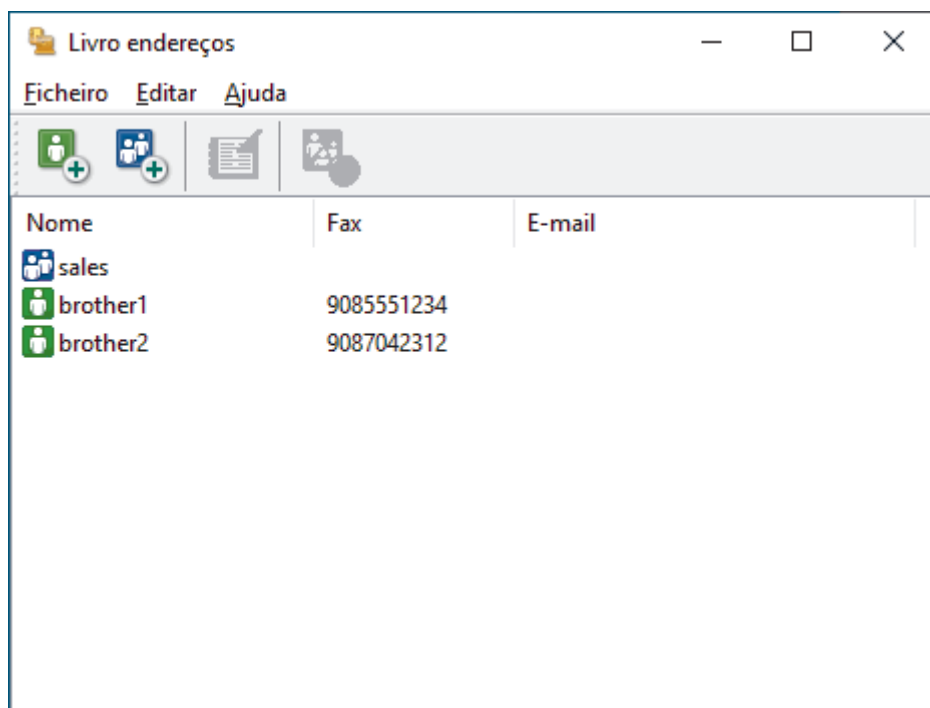 Livro endereços
Ficheiro Editar Ajuda
Nome Fax E-mail
sales
brother1 9085551234
brother2 9087042312